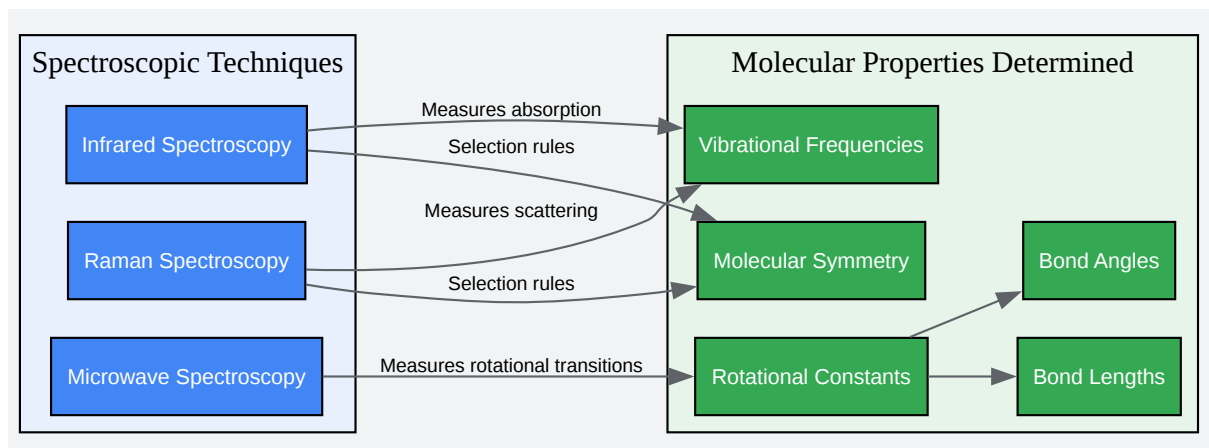 Spectroscopic Techniques
Molecular Properties Determined
Infrared Spectroscopy
Measures absorption
Vibrational Frequencies
Selection rules
Measures scattering
Raman Spectroscopy
Molecular Symmetry
Bond Angles
Selection rules
Microwave Spectroscopy
Measures rotational transitions
Rotational Constants
Bond Lengths